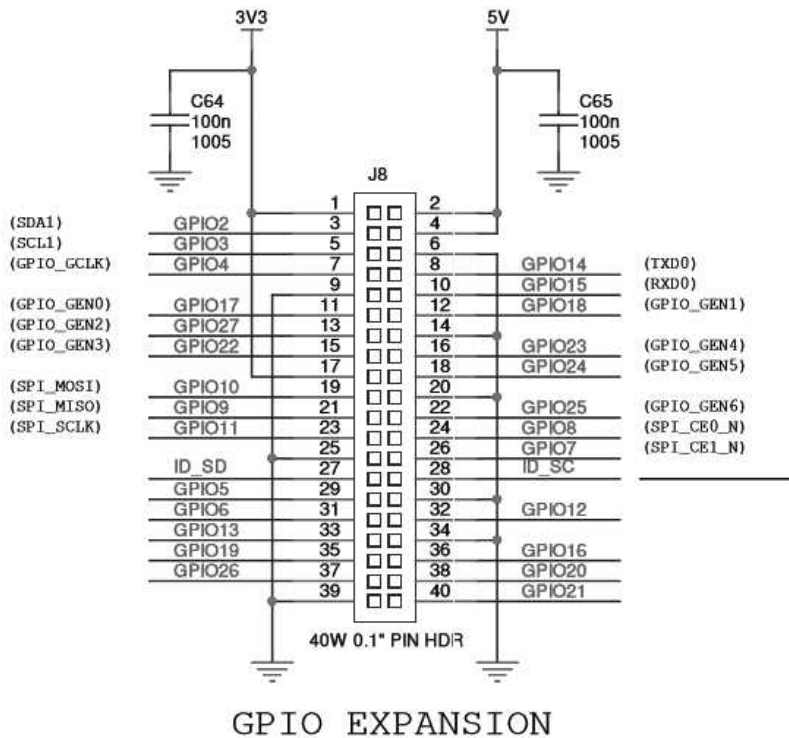 3V3 5V
C64 C65
100n 100n
1005 1005
J8
1 2
(SDA1) GPIO2 3 4
(SCL1) GPIO3 5 6
(GPIO_GCLK) GPIO4 7 8 GPIO14 (TXD0)
9 10 GPIO15 (RXD0)
(GPIO_GEN0) GPIO17 11 12 GPIO18 (GPIO_GEN1)
(GPIO_GEN2) GPIO27 13 14
(GPIO_GEN3) GPIO22 15 16 GPIO23 (GPIO_GEN4)
17 18 GPIO24 (GPIO_GEN5)
(SPI_MOSI) GPIO10 19 20
(SPI_MISO) GPIO9 21 22 GPIO25 (GPIO_GEN6)
(SPI_SCLK) GPIO11 23 24 GPIO8 (SPI_CE0_N)
25 26 GPIO7 (SPI_CE1_N)
ID_SD 27 28 ID_SC
GPIO5 29 30
GPIO6 31 32 GPIO12
GPIO13 33 34
GPIO19 35 36 GPIO16
GPIO26 37 38 GPIO20
39 40 GPIO21
40W 0.1" PIN HDR
GPIO EXPANSION